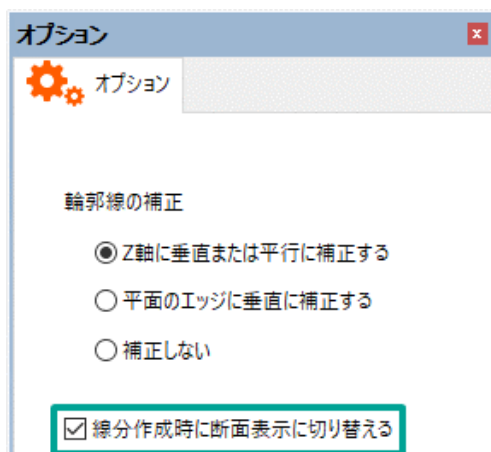 オプション
オプション
輪郭線の補正
Z軸に垂直または平行に補正する
平面のエッジに垂直に補正する
補正しない
線分作成時に断面表示に切り替える